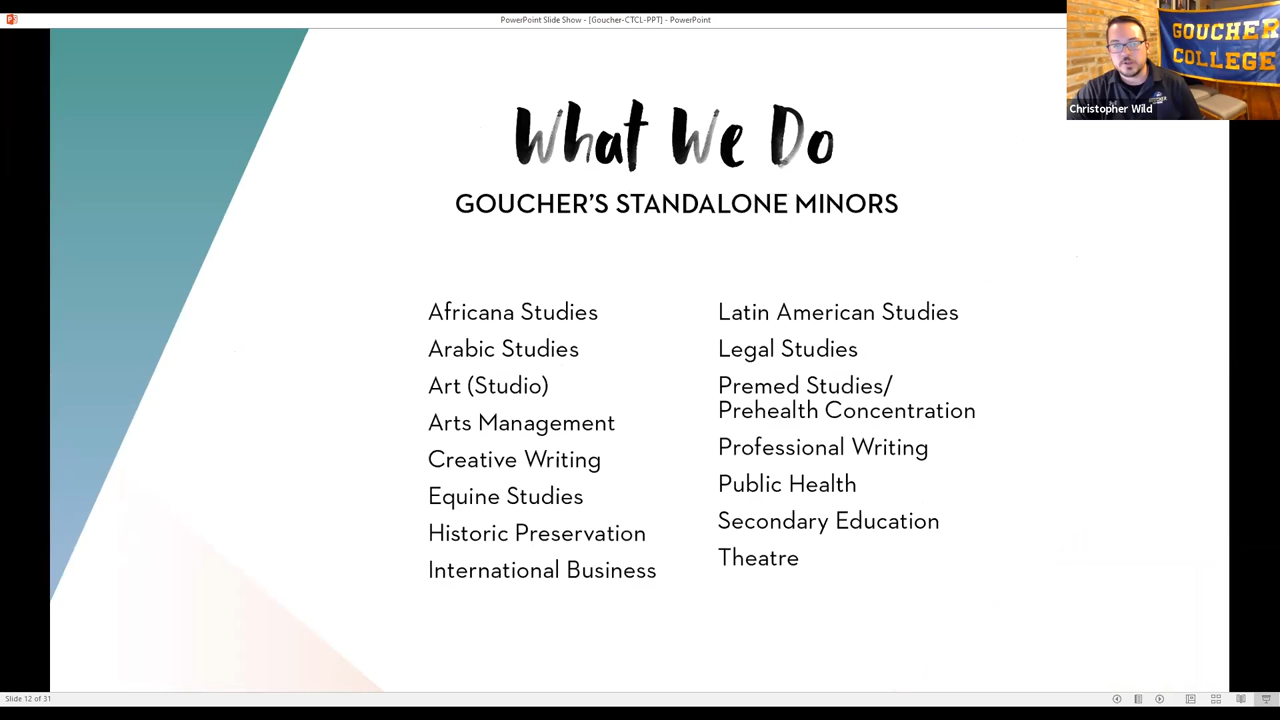 PowerPoint Slide Show - [Goucher-CTCL-PPT] - PowerPoint
GOUCHER
COLLEGE
Christopher Wild
What We Do
GOUCHER'S STANDALONE MINORS
Africana Studies
Arabic Studies
Art (Studio)
Arts Management
Creative Writing
Equine Studies
Historic Preservation
International Business
Latin American Studies
Legal Studies
Premed Studies/
Prehealth Concentration
Professional Writing
Public Health
Secondary Education
Theatre
Slide 12 of 31